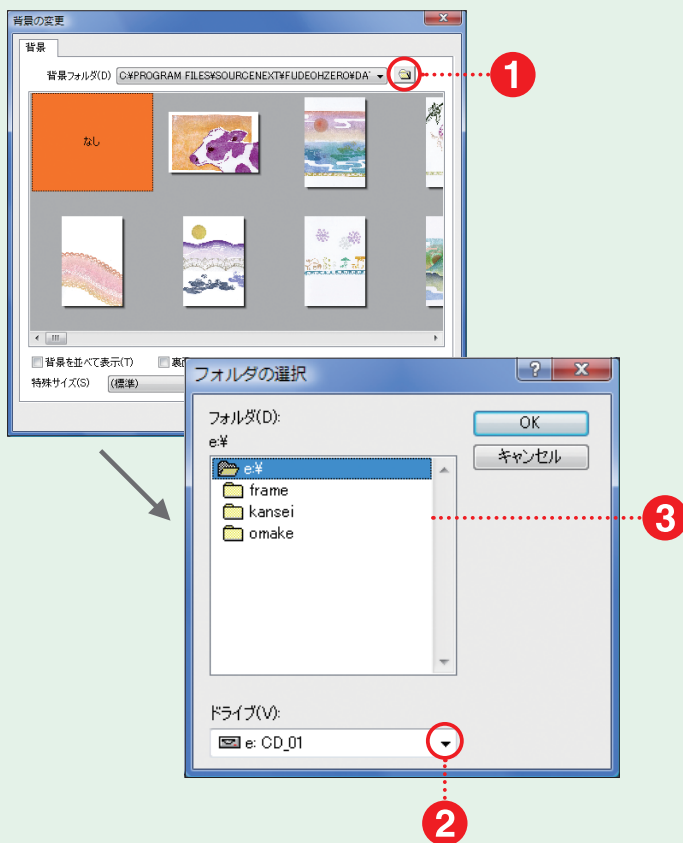 背景の変更
背景
背景フォルダ(D)
C:¥PROGRAM FILES¥SOURCENEXT¥FUDEOHZERO¥DA
1
なし
背景を並べて表示(T)
特殊サイズ(S)
(標準)
フォルダの選択
フォルダ(D):
e:¥
OK
キャンセル
e:¥
frame
kansei
omake
3
ドライブ(V):
e: CD_01
2